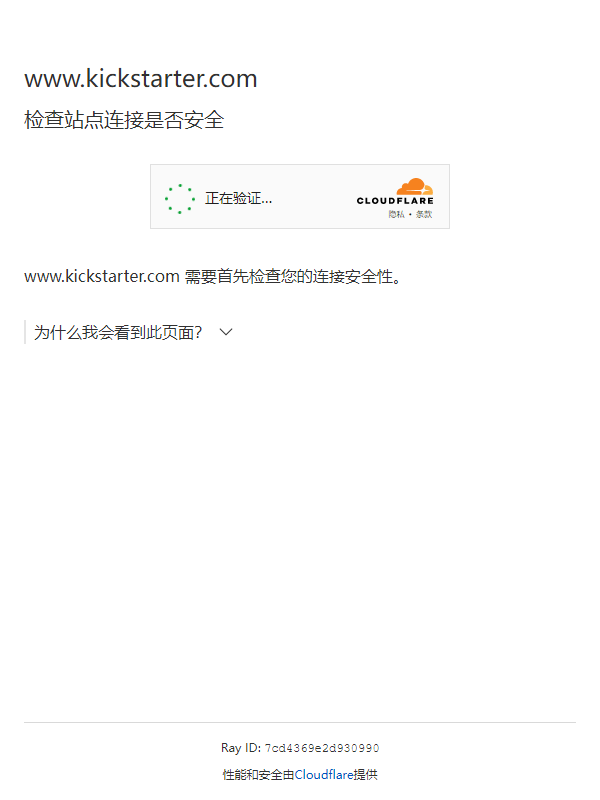 www.kickstarter.com
检查站点连接是否安全
正在验证...
CLOUDFLARE
隐私 • 条款
www.kickstarter.com 需要首先检查您的连接安全性。
为什么我会看到此页面？
Ray ID: 7cd4369e2d930990
性能和安全由Cloudflare提供